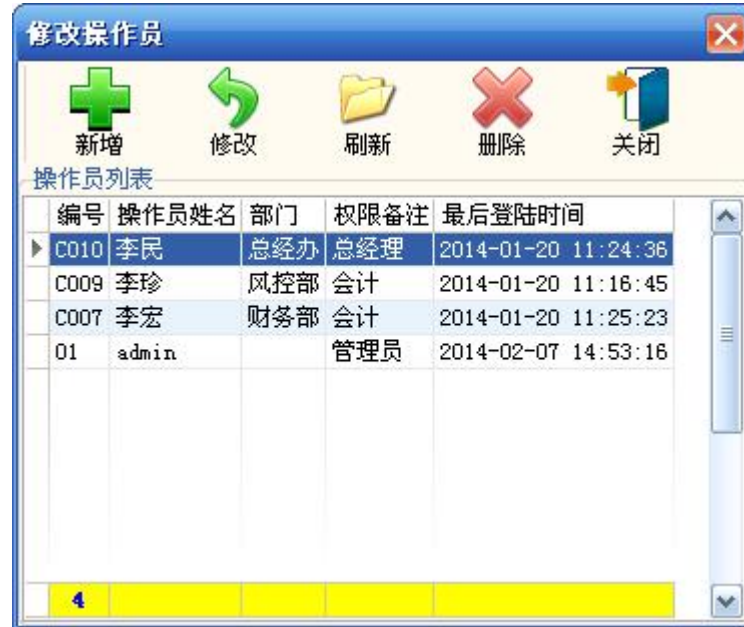 修改操作员
新增 修改 刷新 删除 关闭
操作员列表
编号 操作员姓名 部门 权限备注 最后登陆时间
C010 李民 总经办 总经理 2014-01-20 11:24:36
C009 李珍 风控部 会计 2014-01-20 11:16:45
C007 李宏 财务部 会计 2014-01-20 11:25:23
01 admin 管理员 2014-02-07 14:53:16
4